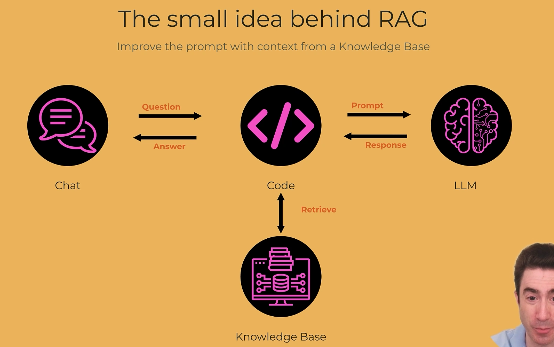 The small idea behind RAG
Improve the prompt with context from a Knowledge Base
Question
Answer
Prompt
Response
Chat
Code
LLM
Retrieve
Knowledge Base